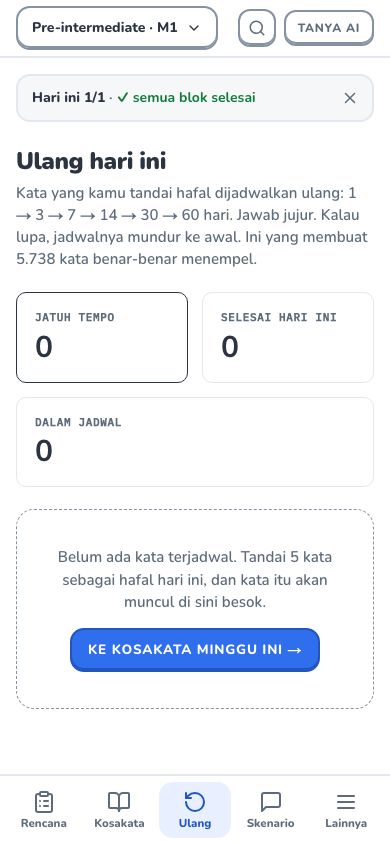 Pre-intermediate · M1
TANYA AI
Hari ini 1/1 · ✓ semua blok selesai
Ulang hari ini
Kata yang kamu tandai hafal dijadwalkan ulang: 1
→ 3 → 7 → 14 → 30 → 60 hari. Jawab jujur. Kalau
lupa, jadwalnya mundur ke awal. Ini yang membuat
5.738 kata benar-benar menempel.
JATUH TEMPO
0
SELESAI HARI INI
0
DALAM JADWAL
0
Belum ada kata terjadwal. Tandai 5 kata
sebagai hafal hari ini, dan kata itu akan
muncul di sini besok.
KE KOSAKATA MINGGU INI →
Rencana
Kosakata
Ulang
Skenario
Lainnya